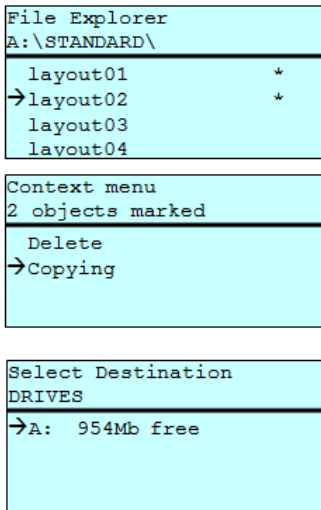 File Explorer
A:\STANDARD\
layout01 *
→layout02 *
layout03
layout04
Context menu
2 objects marked
Delete
→Copying
Select Destination
DRIVES
→A: 954Mb free